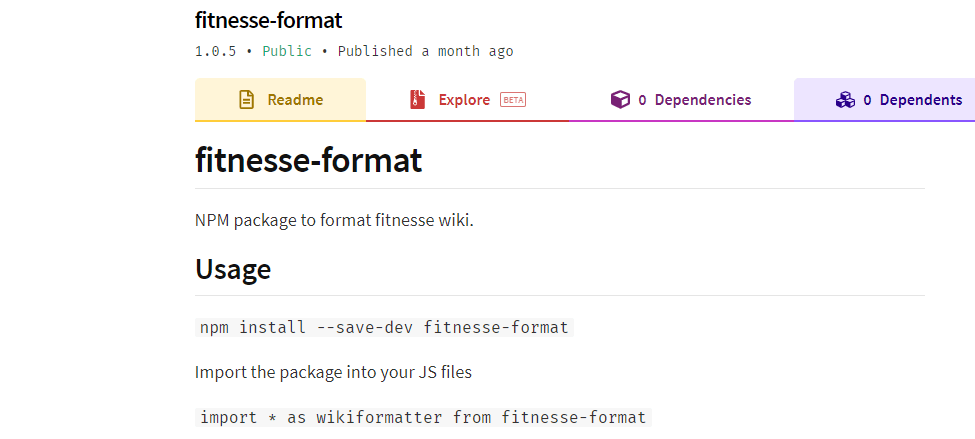 fitnesse-format
1.0.5 • Public • Published a month ago
Readme Explore BETA 0 Dependencies 0 Dependents
fitnesse-format
NPM package to format fitnesse wiki.
Usage
npm install --save-dev fitnesse-format
Import the package into your JS files
import * as wikiformatter from fitnesse-format